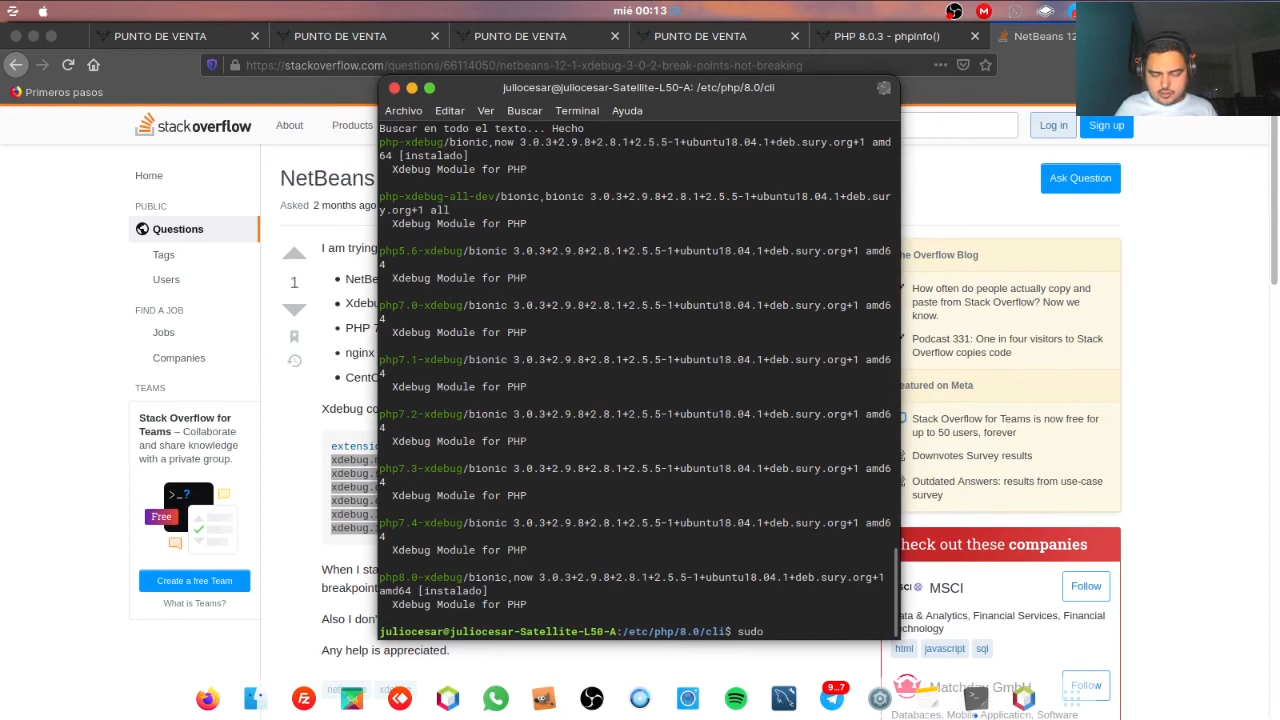 mié 00:13
PUNTO DE VENTA
PUNTO DE VENTA
PUNTO DE VENTA
PUNTO DE VENTA
PHP 8.0.3 - phpinfo()
NetBeans 12
https://stackoverflow.com/questions/66114050/netbeans-12-1-xdebug-3-0-2-break-points-not-breaking
Primeros pasos
juliocesar@juliocesar-Satellite-L50-A: /etc/php/8.0/cli
Archivo Editar Ver Buscar Terminal Ayuda
Buscar en todo el texto... Hecho
php-xdebug/bionic,now 3.0.3+2.9.8+2.8.1+2.5.5-1+ubuntu18.04.1+deb.sury.org+1 amd
64 [instalado]
Xdebug Module for PHP
php-xdebug-all-dev/bionic,bionic 3.0.3+2.9.8+2.8.1+2.5.5-1+ubuntu18.04.1+deb.sur
y.org+1 all
Xdebug Module for PHP
php5.6-xdebug/bionic 3.0.3+2.9.8+2.8.1+2.5.5-1+ubuntu18.04.1+deb.sury.org+1 amd6
4
Xdebug Module for PHP
php7.0-xdebug/bionic 3.0.3+2.9.8+2.8.1+2.5.5-1+ubuntu18.04.1+deb.sury.org+1 amd6
4
Xdebug Module for PHP
php7.1-xdebug/bionic 3.0.3+2.9.8+2.8.1+2.5.5-1+ubuntu18.04.1+deb.sury.org+1 amd6
4
Xdebug Module for PHP
php7.2-xdebug/bionic 3.0.3+2.9.8+2.8.1+2.5.5-1+ubuntu18.04.1+deb.sury.org+1 amd6
4
Xdebug Module for PHP
php7.3-xdebug/bionic 3.0.3+2.9.8+2.8.1+2.5.5-1+ubuntu18.04.1+deb.sury.org+1 amd6
4
Xdebug Module for PHP
php7.4-xdebug/bionic 3.0.3+2.9.8+2.8.1+2.5.5-1+ubuntu18.04.1+deb.sury.org+1 amd6
4
Xdebug Module for PHP
php8.0-xdebug/bionic,now 3.0.3+2.9.8+2.8.1+2.5.5-1+ubuntu18.04.1+deb.sury.org+1
amd64 [instalado]
Xdebug Module for PHP
juliocesar@juliocesar-Satellite-L50-A:/etc/php/8.0/cli$ sudo
stackoverflow
About
Products
Log in
Sign up
Home
PUBLIC
Questions
Tags
Users
FIND A JOB
Jobs
Companies
TEAMS
Stack Overflow for
Teams – Collaborate
and share knowledge
with a private group.
>_?
Free
Create a free Team
What is Teams?
NetBeans
Asked 2 months ago
1
I am trying
NetBe
Xdebu
PHP 7
nginx
CentO
Xdebug co
extensio
xdebug.
xdebug.
xdebug.
xdebug.
xdebug.
xdebug.
When I sta
breakpoint
Also I don'
Any help is appreciated.
Ask Question
he Overflow Blog
How often do people actually copy and
paste from Stack Overflow? Now we
know.
Podcast 331: One in four visitors to
Stack Overflow copies code
eatured on Meta
Stack Overflow for Teams is now free for
up to 50 users, forever
Downvotes Survey results
Outdated Answers: results from use-case
survey
heck out these companies
MSCI
Follow
Data & Analytics, Financial Services, Financial
echnology
html javascript sql
Matchday GmbH
Follow
Databases, Mobile Application, Software
9...7